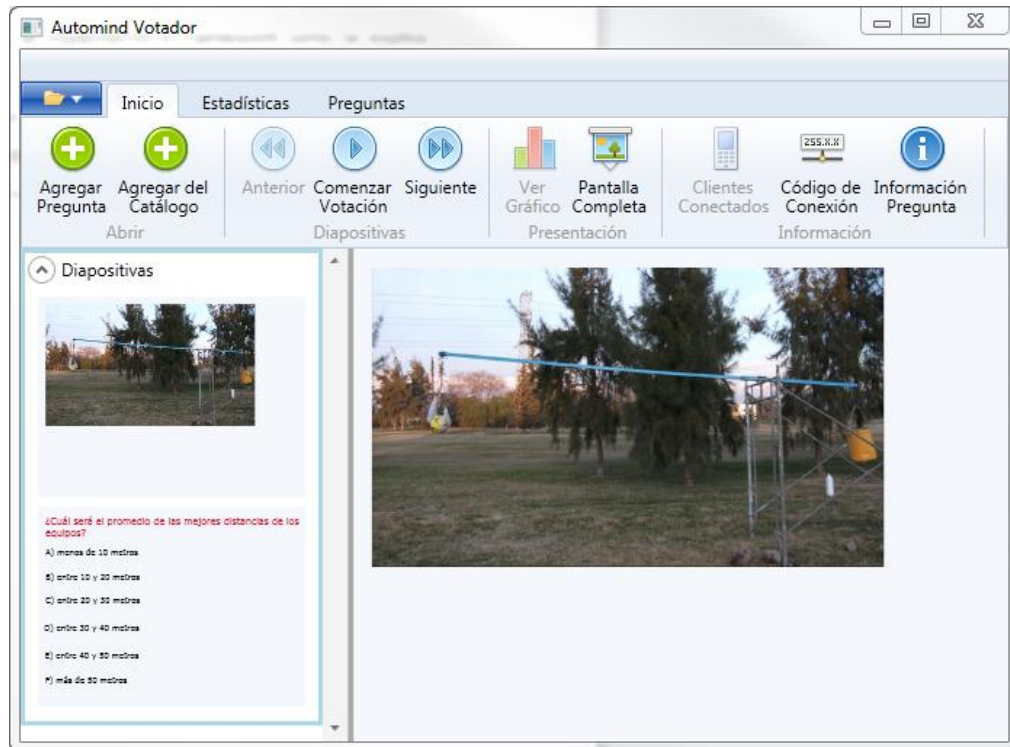 Automind Votador
Inicio Estadísticas Preguntas
Agregar Pregunta
Agregar del Catálogo
Abrir
Anterior
Comenzar Votación
Siguiente
Diapositivas
Ver Gráfico
Pantalla Completa
Presentación
Clientes Conectados
255.X.X
Código de Conexión
Información Pregunta
Información
Diapositivas
¿Cuál será el promedio de las mejores distancias de los
equipos?
A) menos de 10 metros
B) entre 10 y 20 metros
C) entre 20 y 30 metros
D) entre 30 y 40 metros
E) entre 40 y 50 metros
F) más de 50 metros